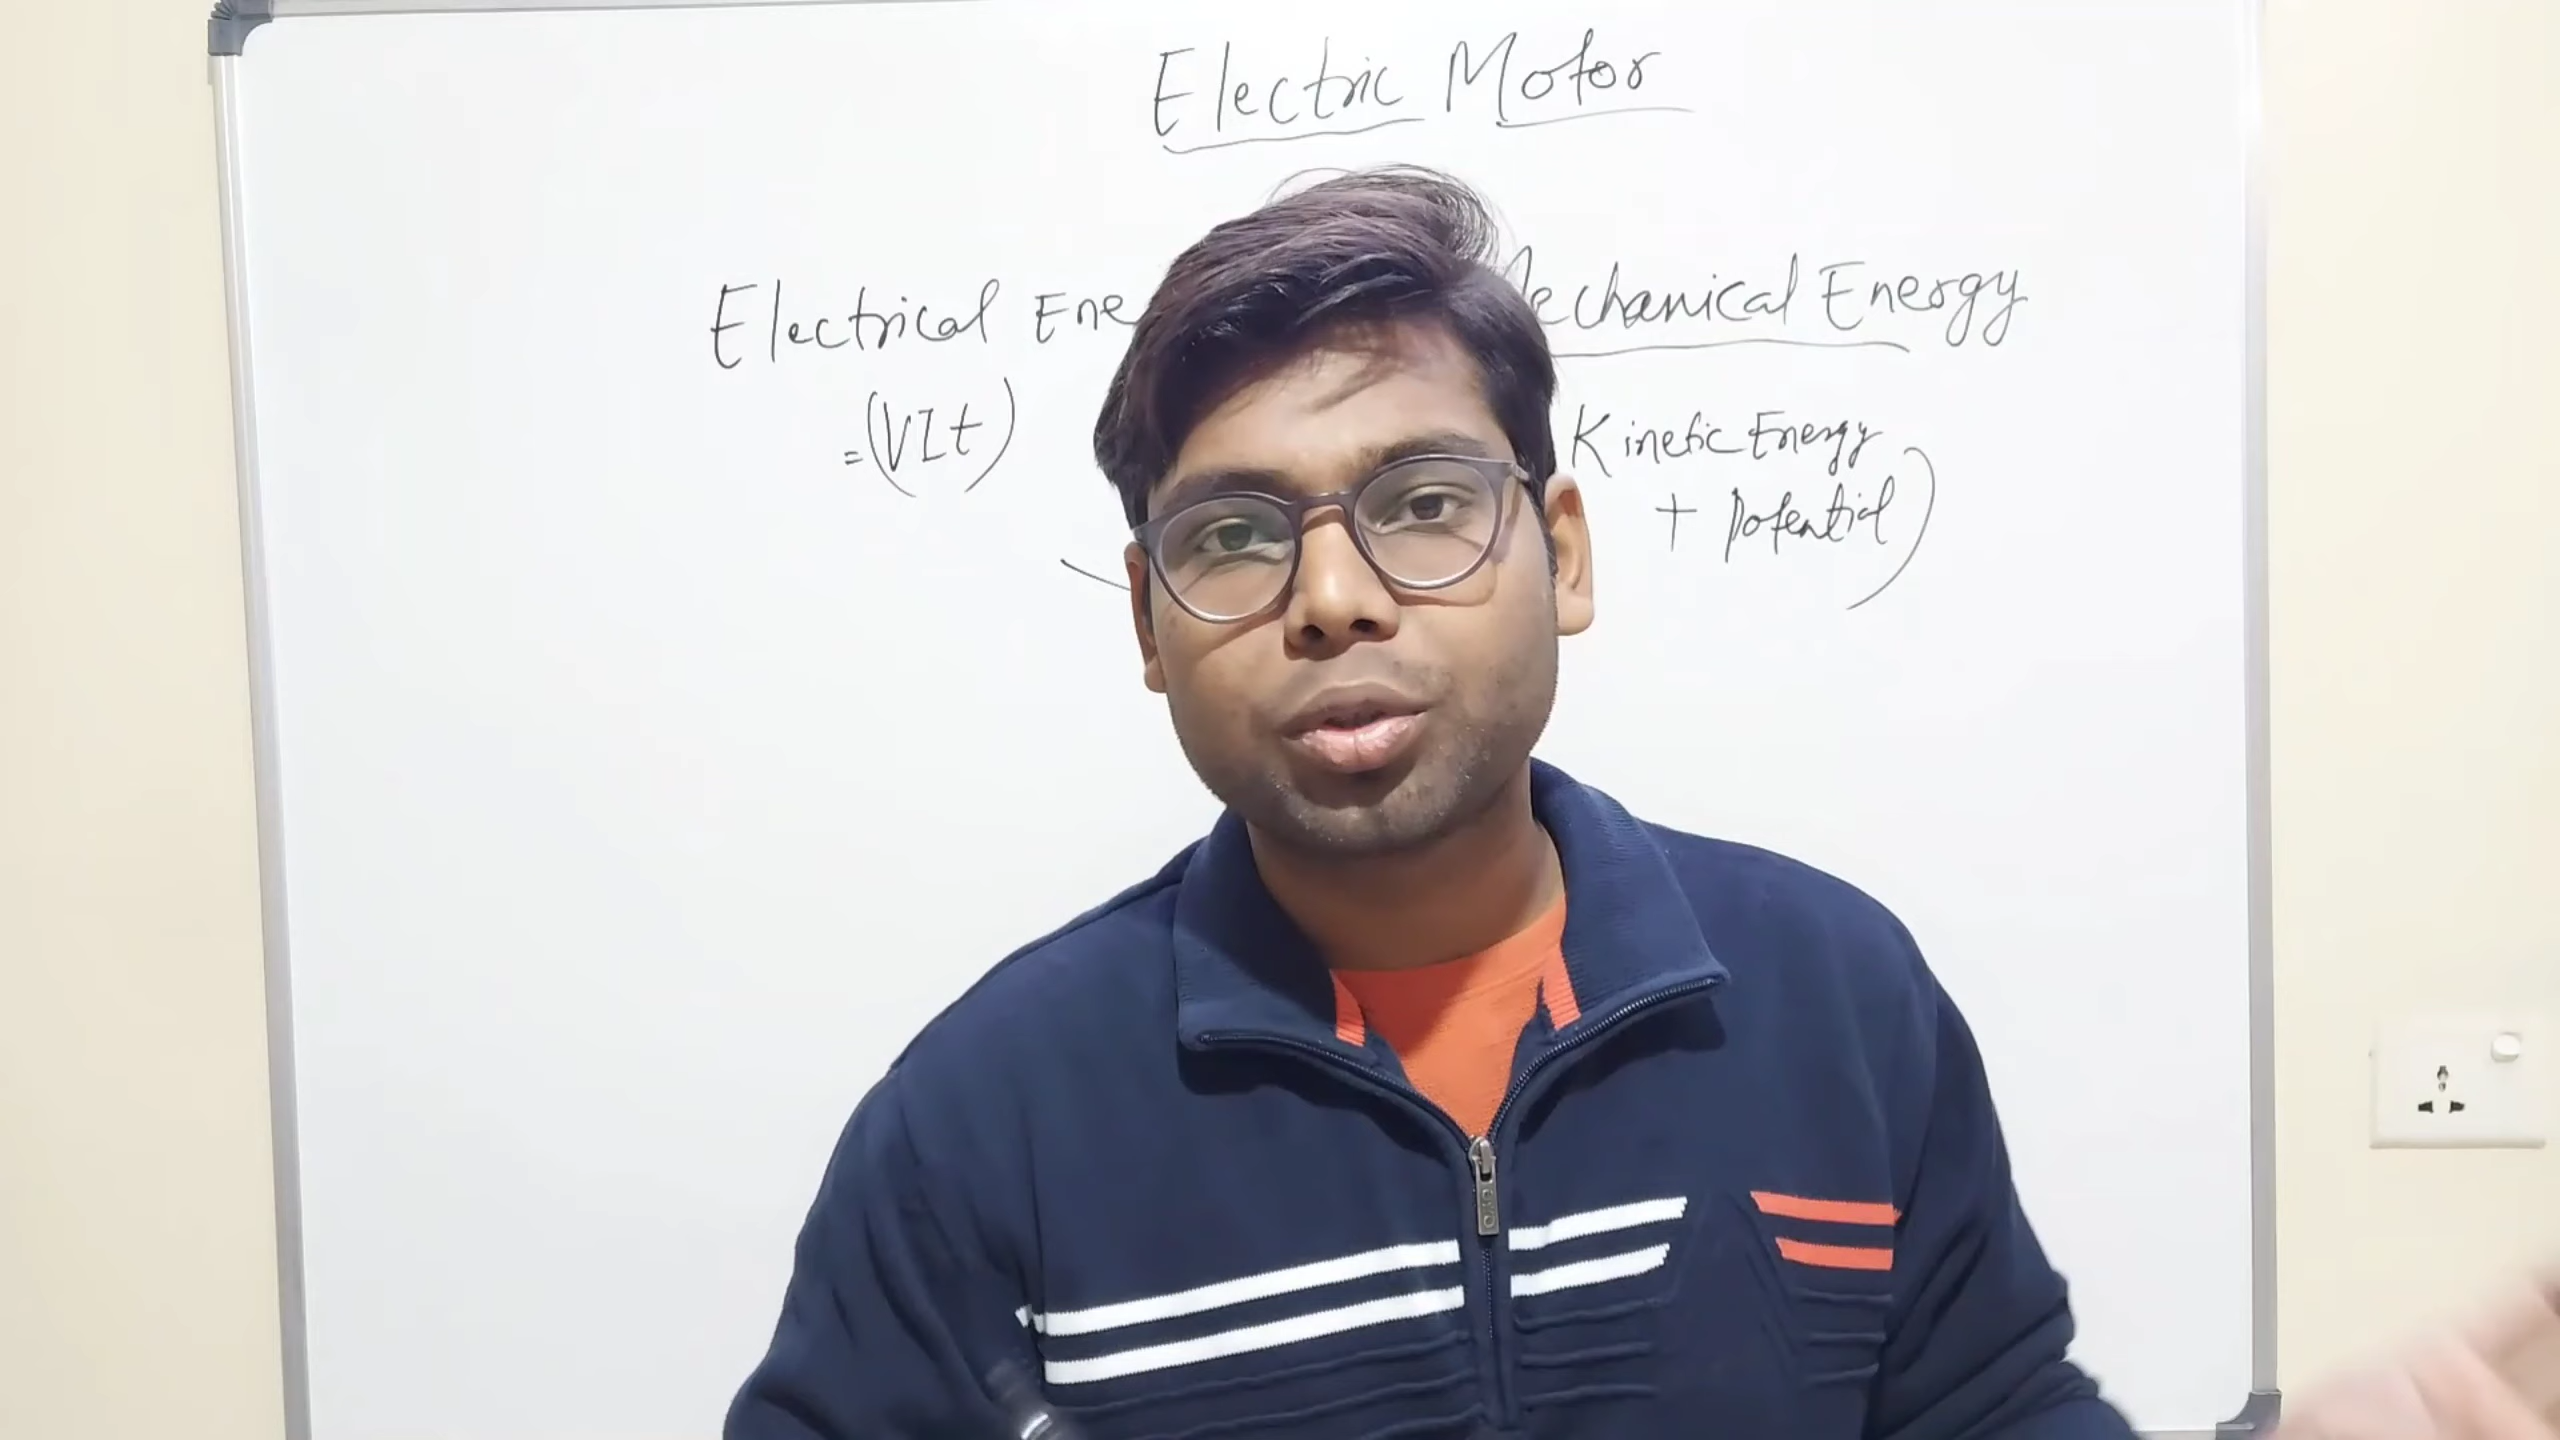 Electric Motor
Electrical Ene echanical Energy
=(VIt)
Kinetic Energy
+ Potential)